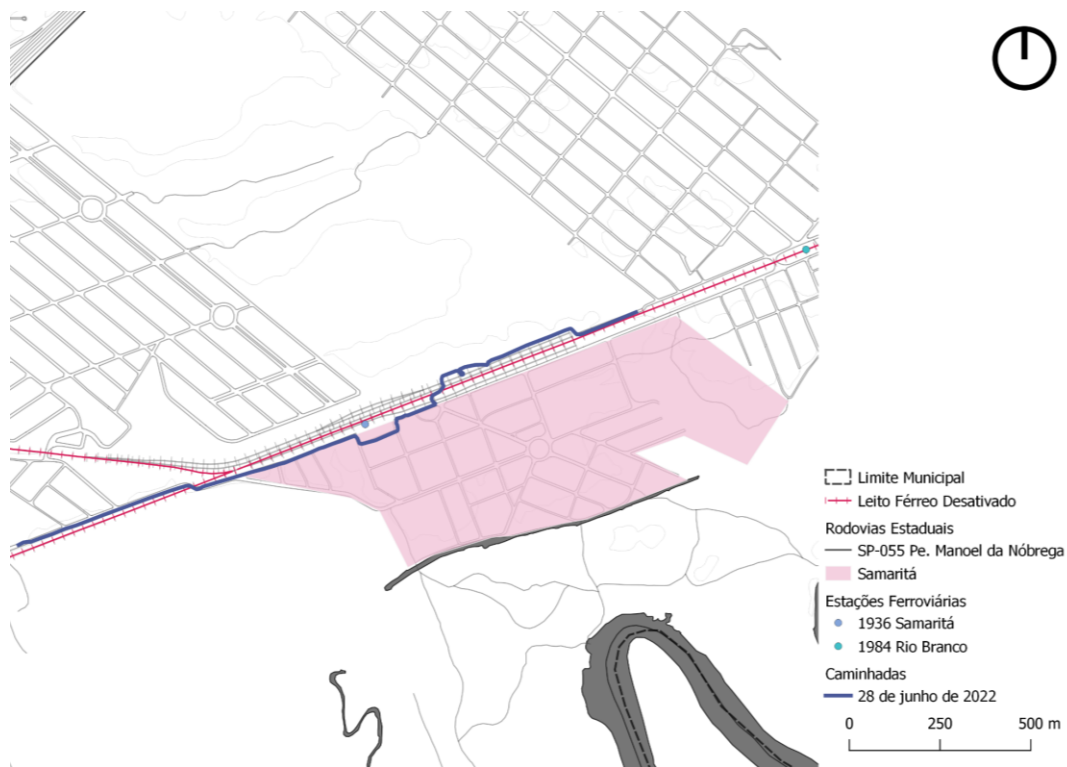 Limite Municipal
Leito Férreo Desativado
Rodovias Estaduais
SP-055 Pe. Manoel da Nóbrega
Samaritá
Estações Ferroviárias
1936 Samaritá
1984 Rio Branco
Caminhadas
28 de junho de 2022
0 250 500 m